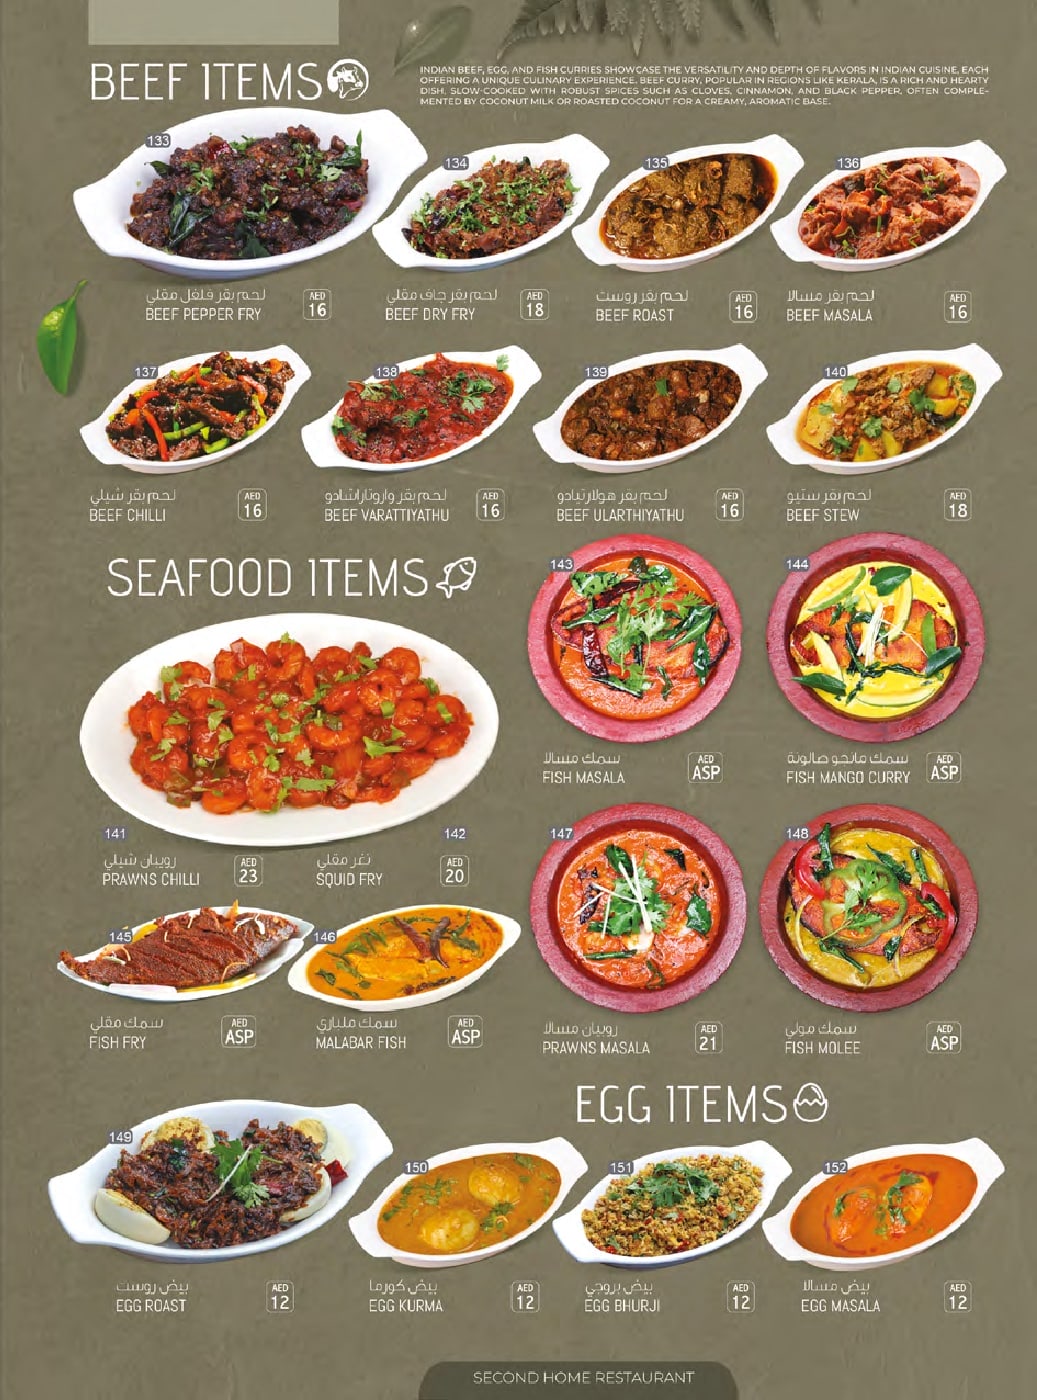 BEEF ITEMS
INDIAN BEEF, EGG, AND FISH CURRIES SHOWCASE THE VERSATILITY AND DEPTH OF FLAVORS IN INDIAN CUISINE, EACH
OFFERING A UNIQUE CULINARY EXPERIENCE. BEEF CURRY, POPULAR IN REGIONS LIKE KERALA, IS A RICH AND HEARTY
DISH, SLOW-COOKED WITH ROBUST SPICES SUCH AS CLOVES, CINNAMON, AND BLACK PEPPER, OFTEN COMPLE-
MENTED BY COCONUT MILK OR ROASTED COCONUT FOR A CREAMY, AROMATIC BASE.
133
لحم بقر فلفل مقلي
BEEF PEPPER FRY
AED
16
134
لحم بقر جاف مقلي
BEEF DRY FRY
AED
18
135
لحم بقر روست
BEEF ROAST
AED
16
136
لحم بقر مسالا
BEEF MASALA
AED
16
137
لحم بقر شيلي
BEEF CHILLI
AED
16
138
لحم بقر واروتاراشادو
BEEF VARATTIYATHU
AED
16
139
لحم بقر هولارتيادو
BEEF ULARTHIYATHU
AED
16
140
لحم بقر ستيو
BEEF STEW
AED
18
SEAFOOD ITEMS
141
روبيان شيلي
PRAWNS CHILLI
AED
23
142
نغر مقلي
SQUID FRY
AED
20
143
سمك مسالا
FISH MASALA
AED
ASP
144
سمك مانجو صالونة
FISH MANGO CURRY
AED
ASP
145
سمك مقلي
FISH FRY
AED
ASP
146
سمك مليباري
MALABAR FISH
AED
ASP
147
روبيان مسالا
PRAWNS MASALA
AED
21
148
سمك مولي
FISH MOLEE
AED
ASP
EGG ITEMS
149
بيض روست
EGG ROAST
AED
12
150
بيض كورما
EGG KURMA
AED
12
151
بيض بروجي
EGG BHURJI
AED
12
152
بيض مسالا
EGG MASALA
AED
12
SECOND HOME RESTAURANT